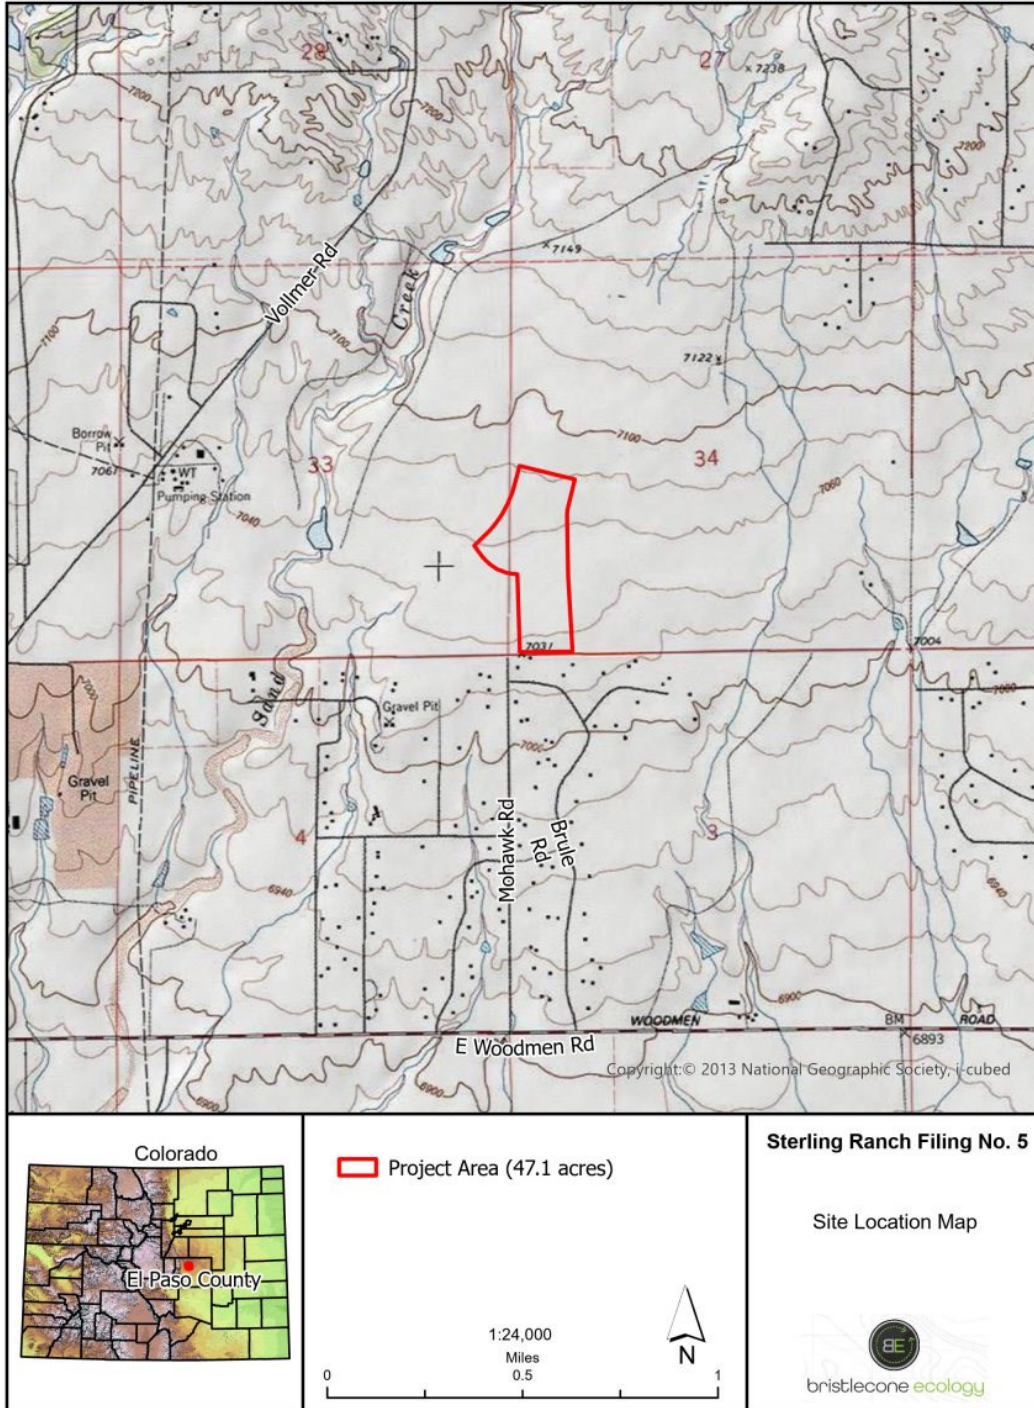 28
27
7238
7200
7200
Vollmer Rd
7149
Creek
7100
7100
7122
7100
Borrow
Pit
7061
WT
Pumping Station
33
34
7060
7040
7031
7004
Sand
Gravel Pit
7000
7000
7000
PIPELINE
Gravel
Pit
4
Mohawk Rd
Brule
Rd
3
6940
6940
6900
WOODMEN
BM
ROAD
6893
E Woodmen Rd
6900
6900
Copyright:© 2013 National Geographic Society, i-cubed
Colorado
El Paso County
Project Area (47.1 acres)
1:24,000
Miles
0 0.5 1
N
Sterling Ranch Filing No. 5
Site Location Map
BE
bristlecone ecology